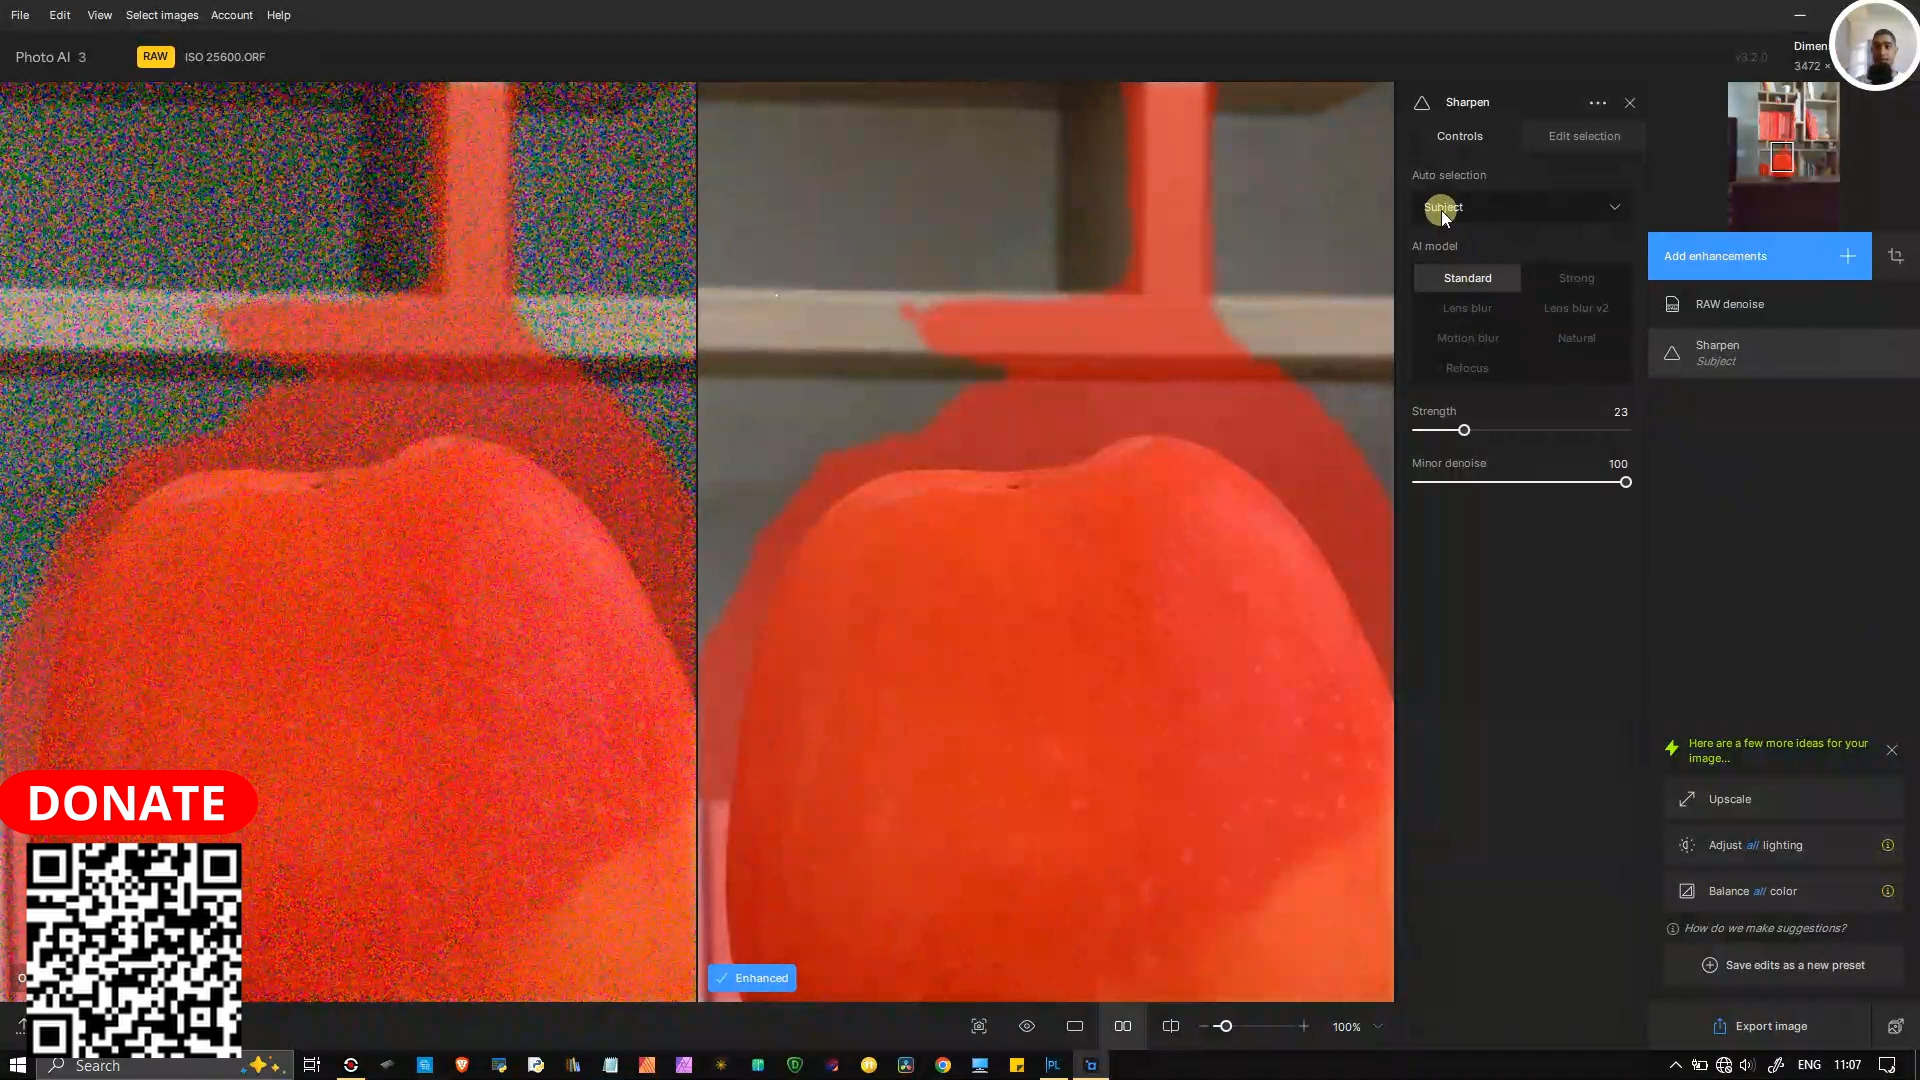 File Edit View Select images Account Help
Photo AI 3 RAW ISO 25600.ORF v3.2.0
3472 ×
Sharpen
Controls Edit selection
Auto selection
Subject
AI model
Standard Strong
Lens blur Lens blur v2
Motion blur Natural
Refocus
Strength 23
Minor denoise 100
Add enhancements
RAW denoise
Sharpen
Subject
Here are a few more ideas for your
image...
Upscale
Adjust all lighting
Balance all color
How do we make suggestions?
Save edits as a new preset
Export image
DONATE
Enhanced
100%
Search
ENG 11:07